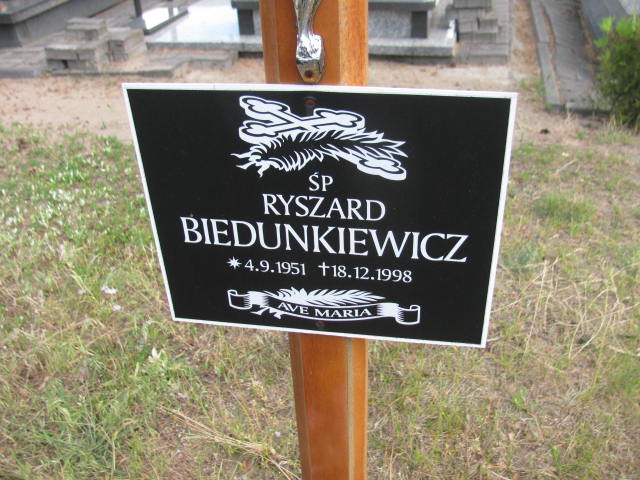 ŚP
RYSZARD
BIEDUNKIEWICZ
* 4.9.1951 †18.12.1998
AVE MARIA